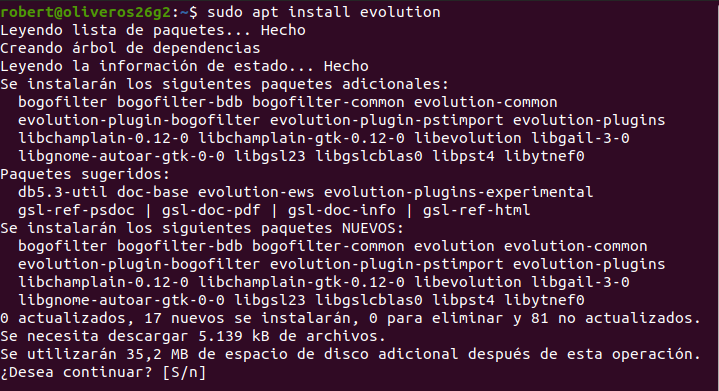 robert@oliveros26g2:~$ sudo apt install evolution
Leyendo lista de paquetes... Hecho
Creando árbol de dependencias
Leyendo la información de estado... Hecho
Se instalarán los siguientes paquetes adicionales:
  bogofilter bogofilter-bdb bogofilter-common evolution-common
  evolution-plugin-bogofilter evolution-plugin-pstimport evolution-plugins
  libchamplain-0.12-0 libchamplain-gtk-0.12-0 libevolution libgail-3-0
  libgnome-autoar-gtk-0-0 libgsl23 libgslcblas0 libpst4 libytnef0
Paquetes sugeridos:
  db5.3-util doc-base evolution-ews evolution-plugins-experimental
  gsl-ref-psdoc | gsl-doc-pdf | gsl-doc-info | gsl-ref-html
Se instalarán los siguientes paquetes NUEVOS:
  bogofilter bogofilter-bdb bogofilter-common evolution evolution-common
  evolution-plugin-bogofilter evolution-plugin-pstimport evolution-plugins
  libchamplain-0.12-0 libchamplain-gtk-0.12-0 libevolution libgail-3-0
  libgnome-autoar-gtk-0-0 libgsl23 libgslcblas0 libpst4 libytnef0
0 actualizados, 17 nuevos se instalarán, 0 para eliminar y 81 no actualizados.
Se necesita descargar 5.139 kB de archivos.
Se utilizarán 35,2 MB de espacio de disco adicional después de esta operación.
¿Desea continuar? [S/n]